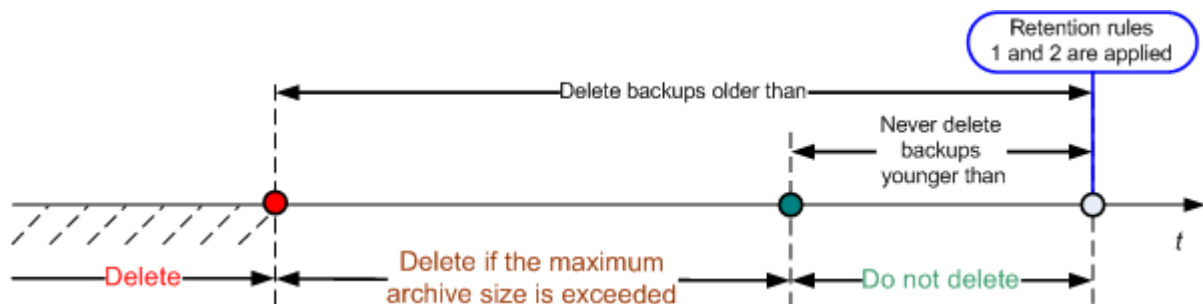 Retention rules
1 and 2 are applied
Delete backups older than
Never delete
backups
younger than
t
Delete
Delete if the maximum
archive size is exceeded
Do not delete